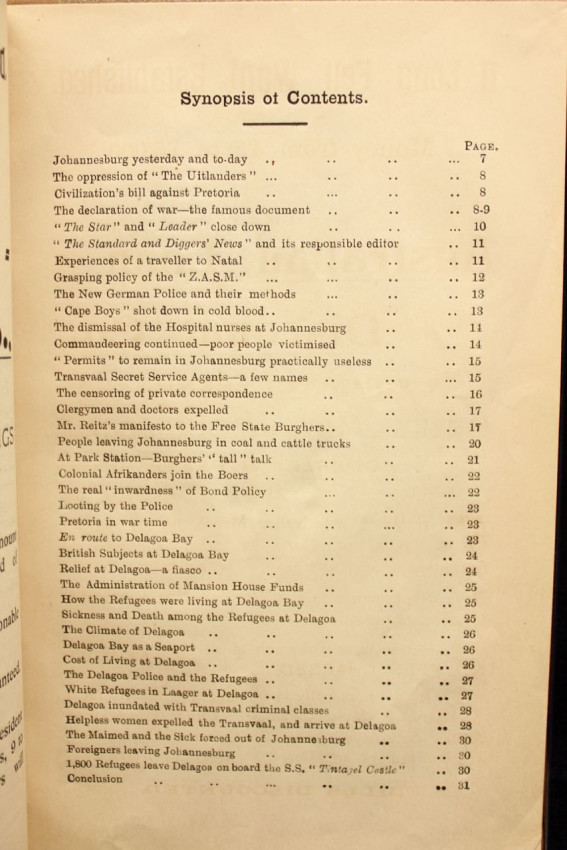 Synopsis of Contents.
PAGE.
Johannesburg yesterday and to-day ., .. .. ... 7
The oppression of " The Uitlanders " ... .. .. .. 8
Civilization's bill against Pretoria .. ... .. .. 8
The declaration of war—the famous document .. .. .. 8-9
" The Star " and " Leader " close down .. .. ... 10
" The Standard and Diggers' News " and its responsible editor .. 11
Experiences of a traveller to Natal .. .. .. .. 11
Grasping policy of the " Z.A.S.M." ... ... .. .. 12
The New German Police and their methods ... .. .. 13
" Cape Boys " shot down in cold blood.. .. .. .. 13
The dismissal of the Hospital nurses at Johannesburg .. .. 14
Commandeering continued—poor people victimised .. .. 14
" Permits " to remain in Johannesburg practically useless .. .. 15
Transvaal Secret Service Agents—a few names .. .. ... 15
The censoring of private correspondence .. .. .. 16
Clergymen and doctors expelled .. .. .. .. 17
Mr. Reitz's manifesto to the Free State Burghers.. .. .. 17
People leaving Johannesburg in coal and cattle trucks .. .. 20
At Park Station—Burghers' " tall " talk .. .. .. 21
Colonial Afrikanders join the Boers .. .. .. .. 22
The real " inwardness " of Bond Policy ... .. ... 22
Looting by the Police .. .. .. .. .. 23
Pretoria in war time .. .. .. ... .. 23
En route to Delagoa Bay .. .. .. .. .. 23
British Subjects at Delagoa Bay .. .. .. .. 24
Relief at Delagoa—a fiasco .. .. .. .. .. 24
The Administration of Mansion House Funds .. .. .. 25
How the Refugees were living at Delagoa Bay .. .. .. 25
Sickness and Death among the Refugees at Delagoa .. .. 25
The Climate of Delagoa .. .. .. .. .. 26
Delagoa Bay as a Seaport .. .. .. .. .. 26
Cost of Living at Delagoa .. .. .. .. .. 26
The Delagoa Police and the Refugees .. .. .. .. 27
White Refugees in Laager at Delagoa .. .. .. .. 27
Delagoa inundated with Transvaal criminal classes .. .. 28
Helpless women expelled the Transvaal, and arrive at Delagoa .. 28
The Maimed and the Sick forced out of Johannesburg .. .. 30
Foreigners leaving Johannesburg .. .. .. .. 30
1,800 Refugees leave Delagoa on board the S.S. " Tintagel Castle " .. 30
Conclusion .. .. ... .. .. .. 31